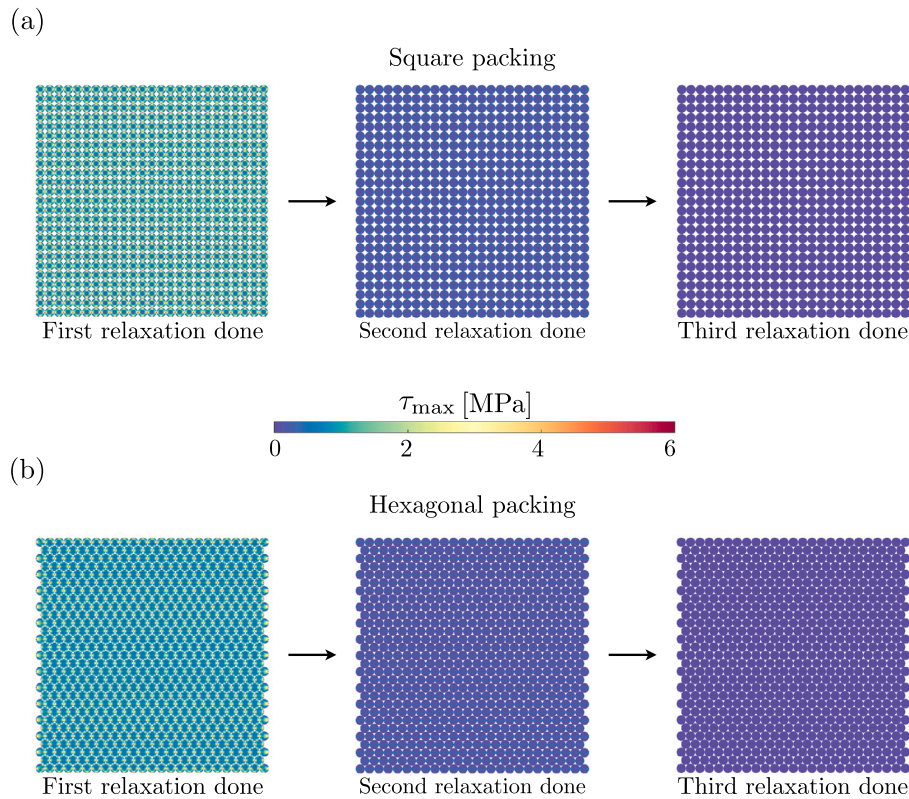 (a)
Square packing
First relaxation done
Second relaxation done
Third relaxation done
τmax [MPa]
0 2 4 6
(b)
Hexagonal packing
First relaxation done
Second relaxation done
Third relaxation done